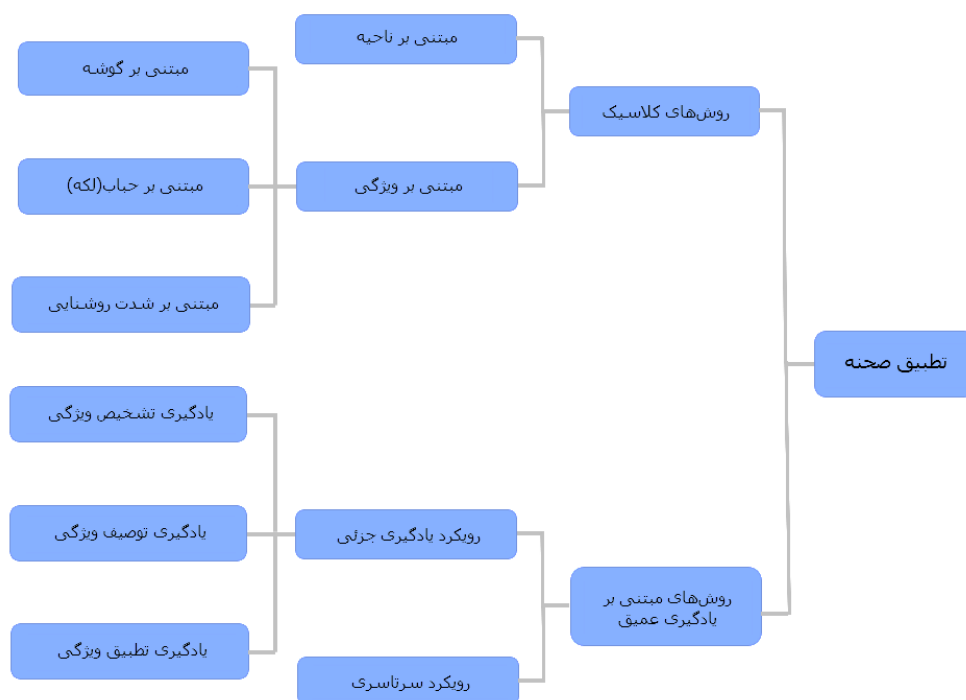 تطبیق صحنه
روش‌های کلاسیک
مبتنی بر ناحیه
مبتنی بر ویژگی
مبتنی بر گوشه
مبتنی بر حباب(لکه)
مبتنی بر شدت روشنایی
روش‌های مبتنی بر
یادگیری عمیق
رویکرد یادگیری جزئی
یادگیری تشخیص ویژگی
یادگیری توصیف ویژگی
یادگیری تطبیق ویژگی
رویکرد سرتاسری